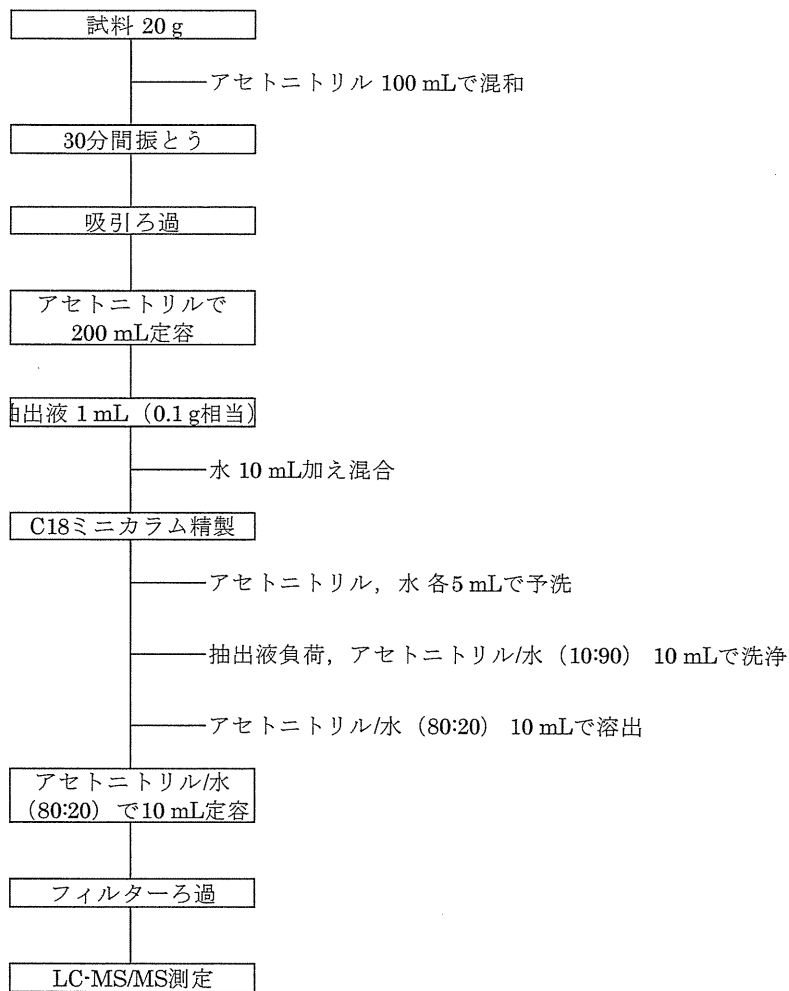 試料 20 g
アセトニトリル 100 mLで混和
30分間振とう
吸引ろ過
アセトニトリルで
200 mL定容
出液 1 mL（0.1 g相当）
水 10 mL加え混合
C18ミニカラム精製
アセトニトリル，水 各5 mLで予洗
抽出液負荷，アセトニトリル/水（10:90） 10 mLで洗浄
アセトニトリル/水（80:20） 10 mLで溶出
アセトニトリル/水
（80:20） で10 mL定容
フィルターろ過
LC-MS/MS測定